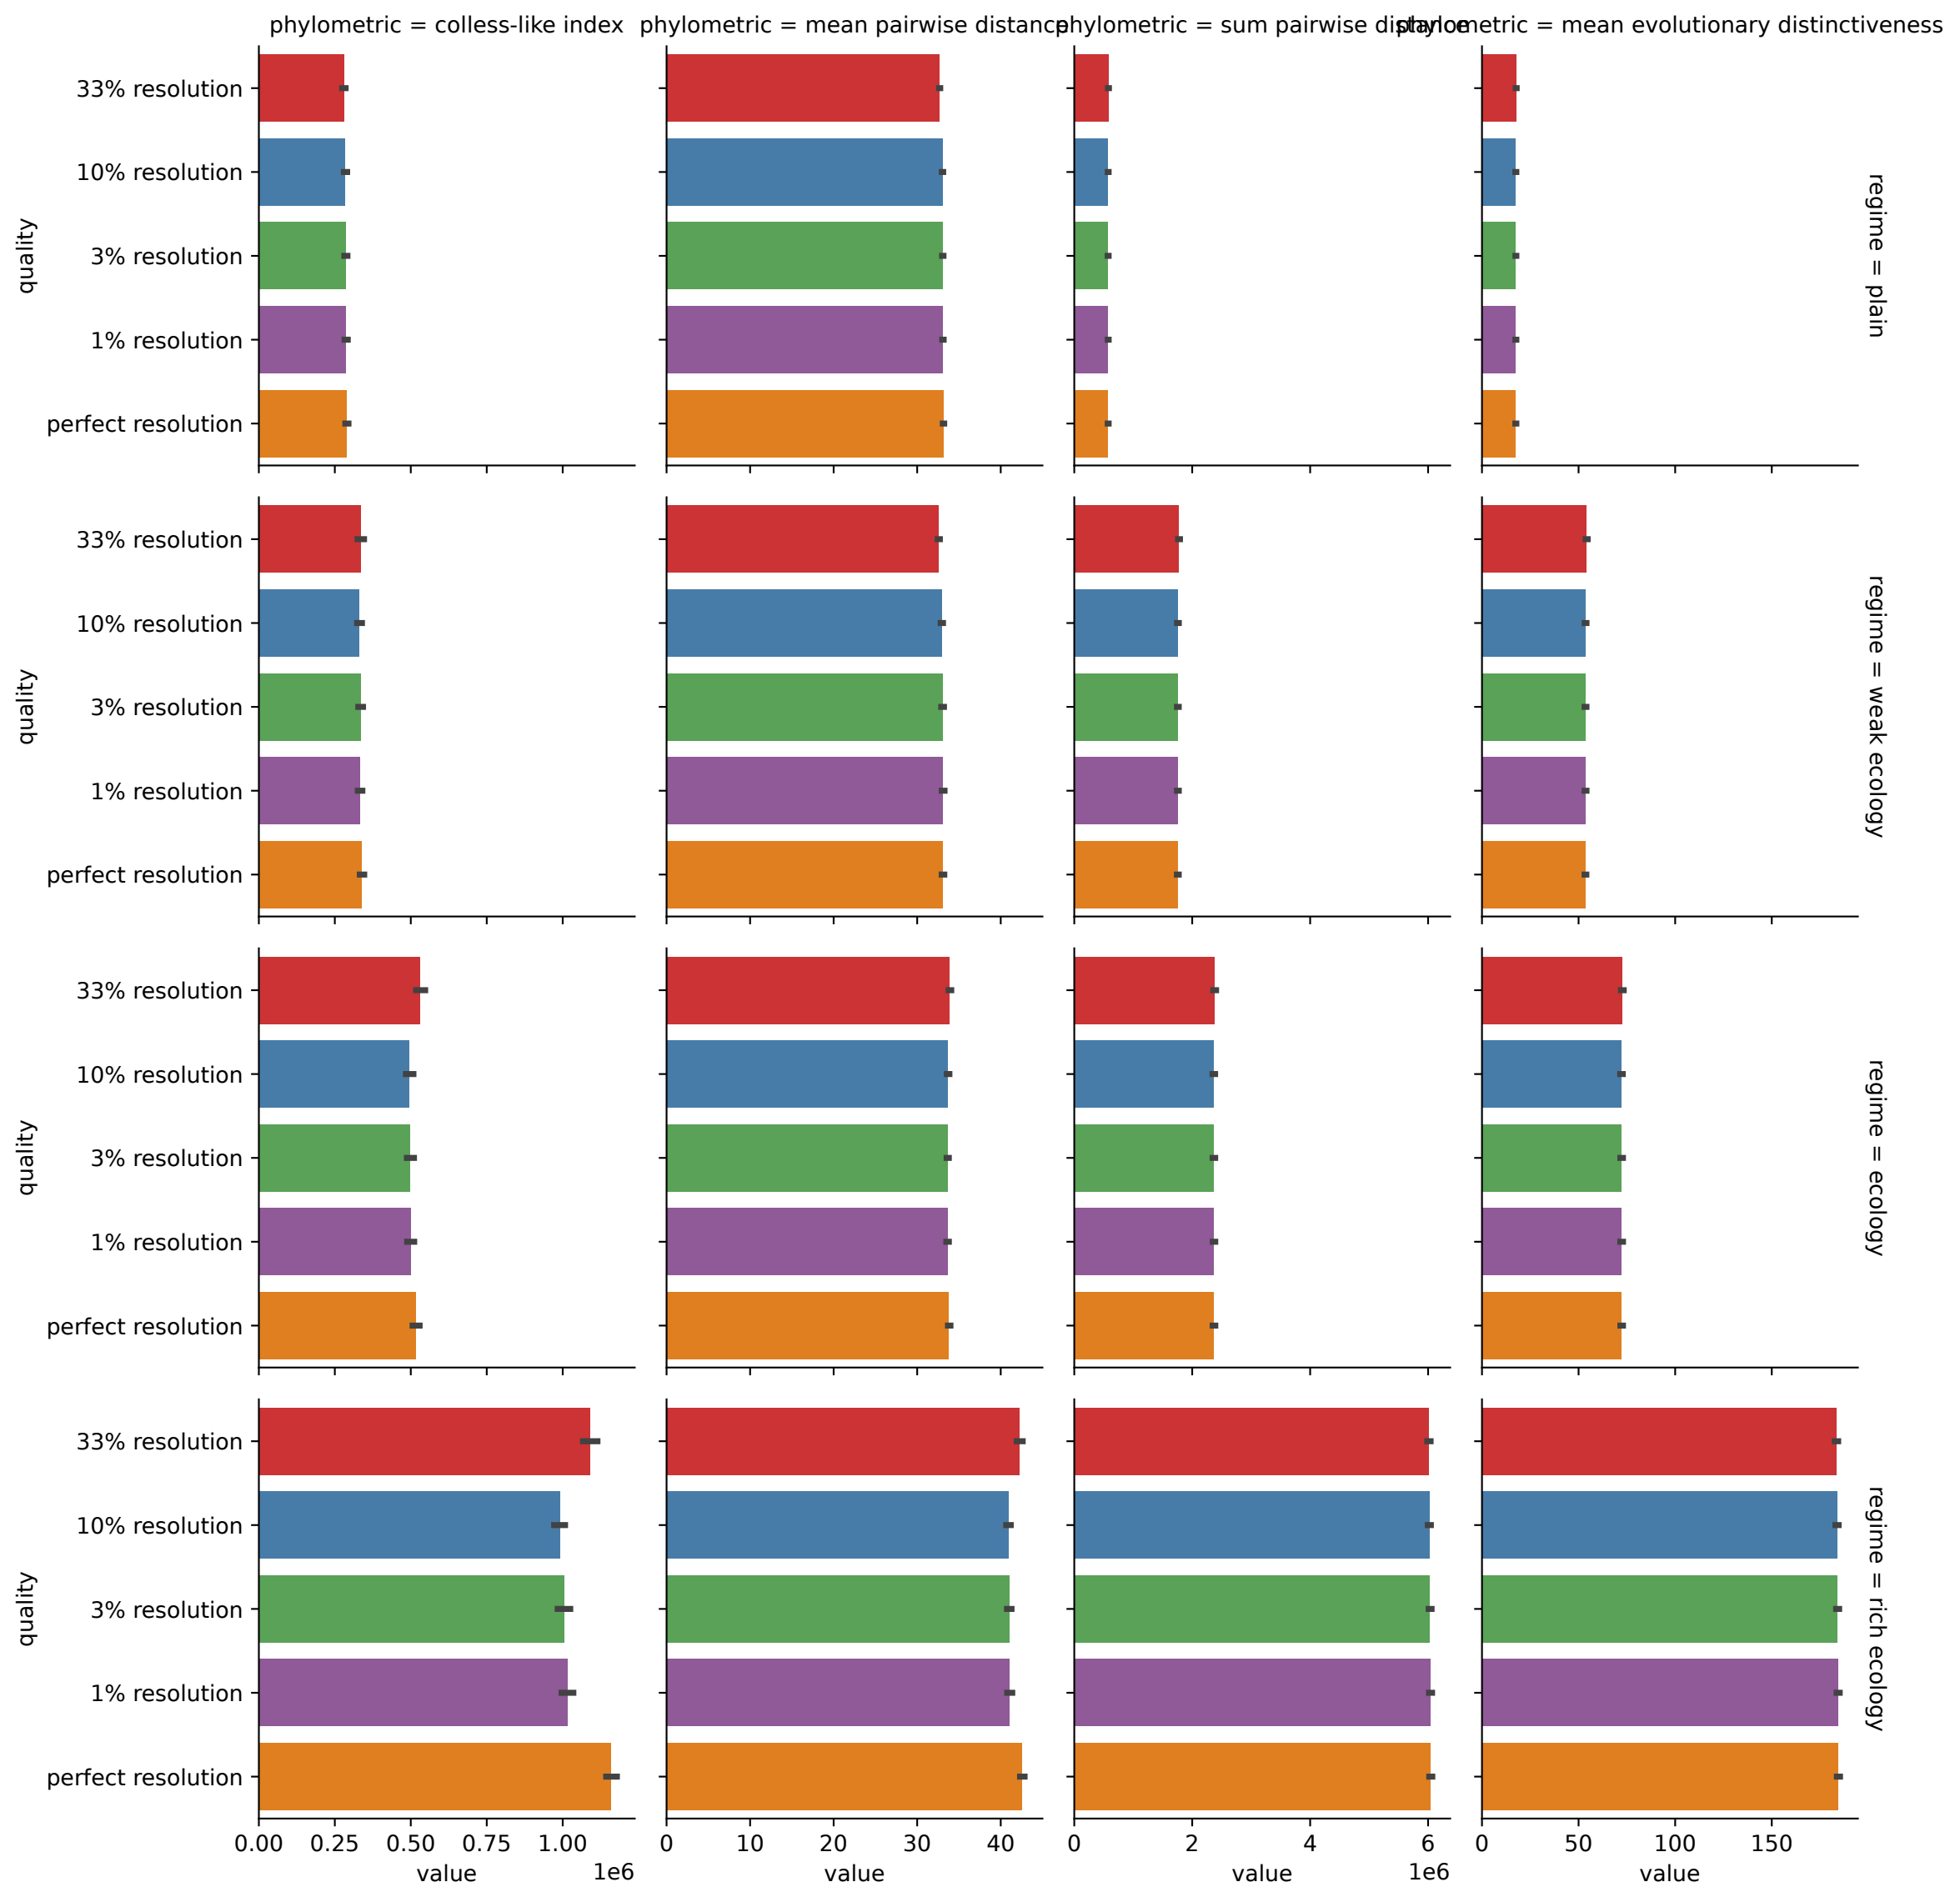 phylometric = colless-like index
phylometric = mean pairwise distance
phylometric = sum pairwise distance
phylometric = mean evolutionary distinctiveness
33% resolution
10% resolution
3% resolution
1% resolution
perfect resolution
quality
regime = plain
33% resolution
10% resolution
3% resolution
1% resolution
perfect resolution
quality
regime = weak ecology
33% resolution
10% resolution
3% resolution
1% resolution
perfect resolution
quality
regime = ecology
33% resolution
10% resolution
3% resolution
1% resolution
perfect resolution
quality
regime = rich ecology
0.00 0.25 0.50 0.75 1.00
value
1e6
0 10 20 30 40
value
0 2 4 6
value
1e6
0 50 100 150
value